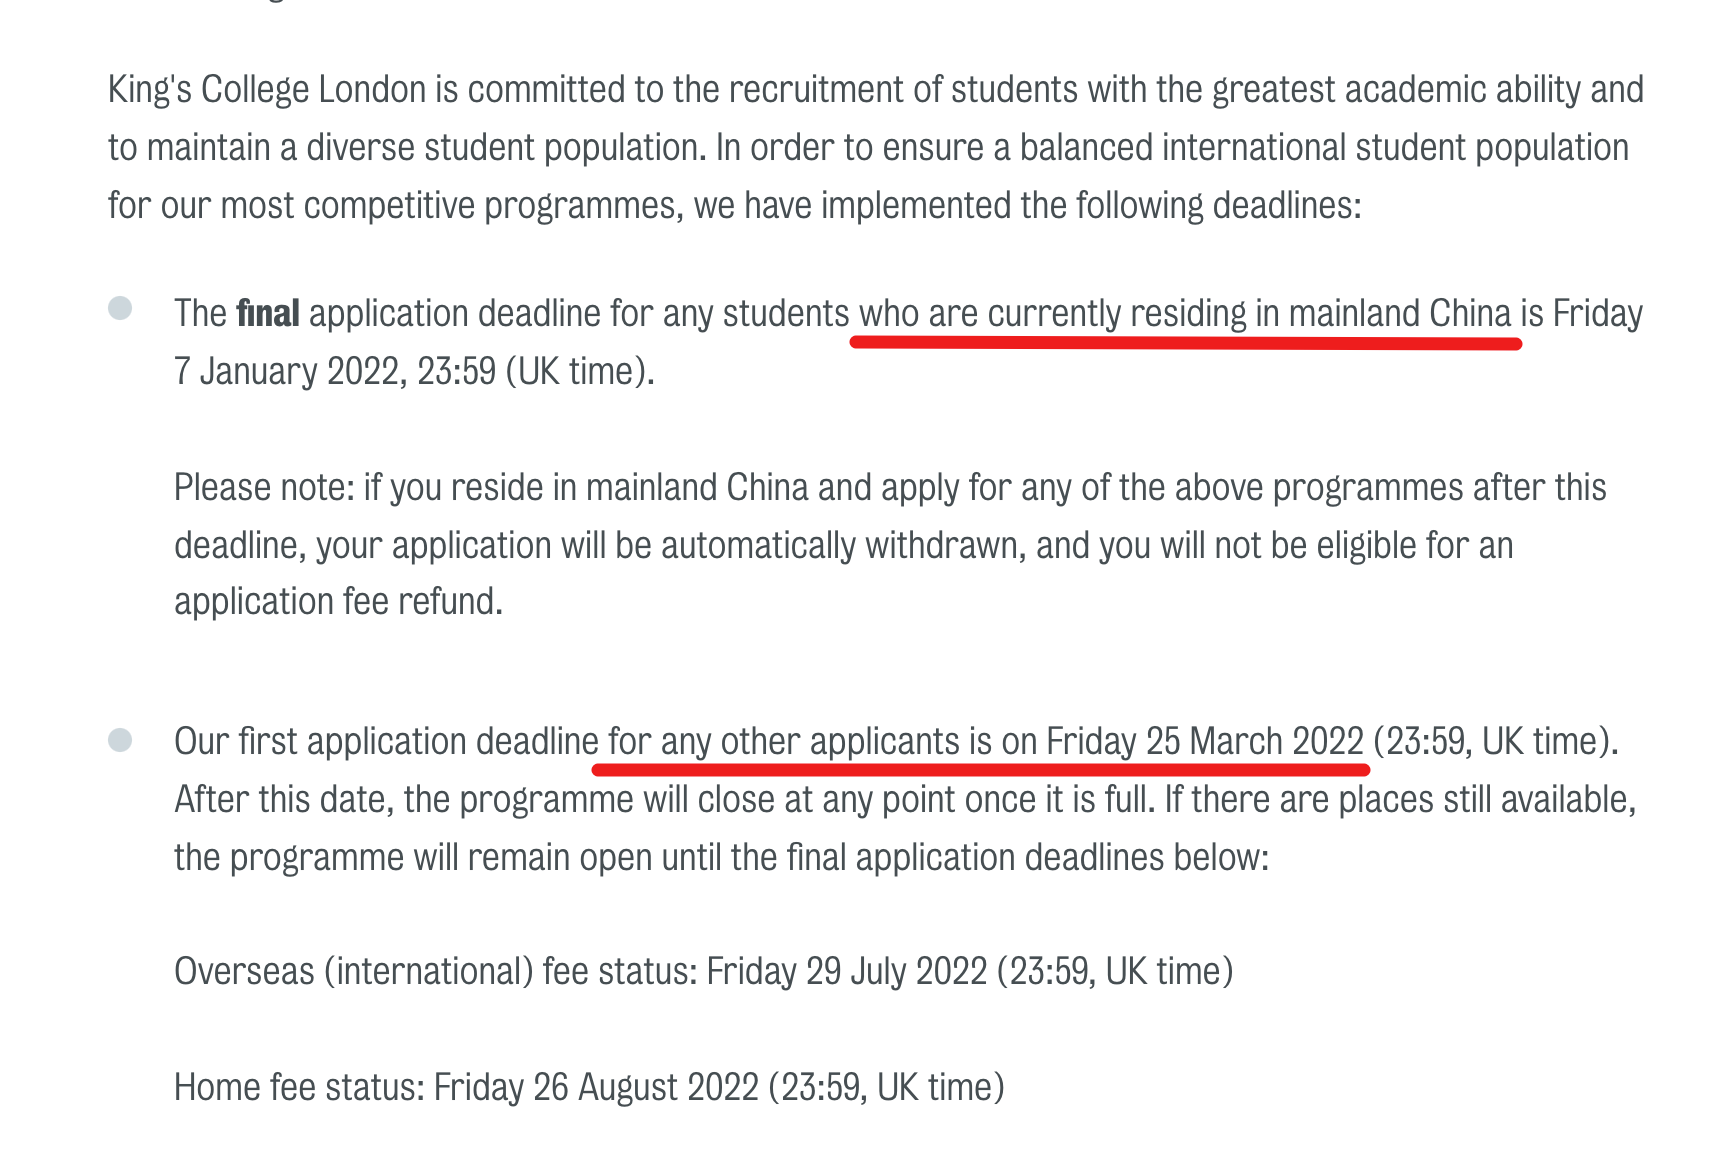 King's College London is committed to the recruitment of students with the greatest academic ability and
to maintain a diverse student population. In order to ensure a balanced international student population
for our most competitive programmes, we have implemented the following deadlines:
The final application deadline for any students who are currently residing in mainland China is Friday
7 January 2022, 23:59 (UK time).
Please note: if you reside in mainland China and apply for any of the above programmes after this
deadline, your application will be automatically withdrawn, and you will not be eligible for an
application fee refund.
Our first application deadline for any other applicants is on Friday 25 March 2022 (23:59, UK time).
After this date, the programme will close at any point once it is full. If there are places still available,
the programme will remain open until the final application deadlines below:
Overseas (international) fee status: Friday 29 July 2022 (23:59, UK time)
Home fee status: Friday 26 August 2022 (23:59, UK time)